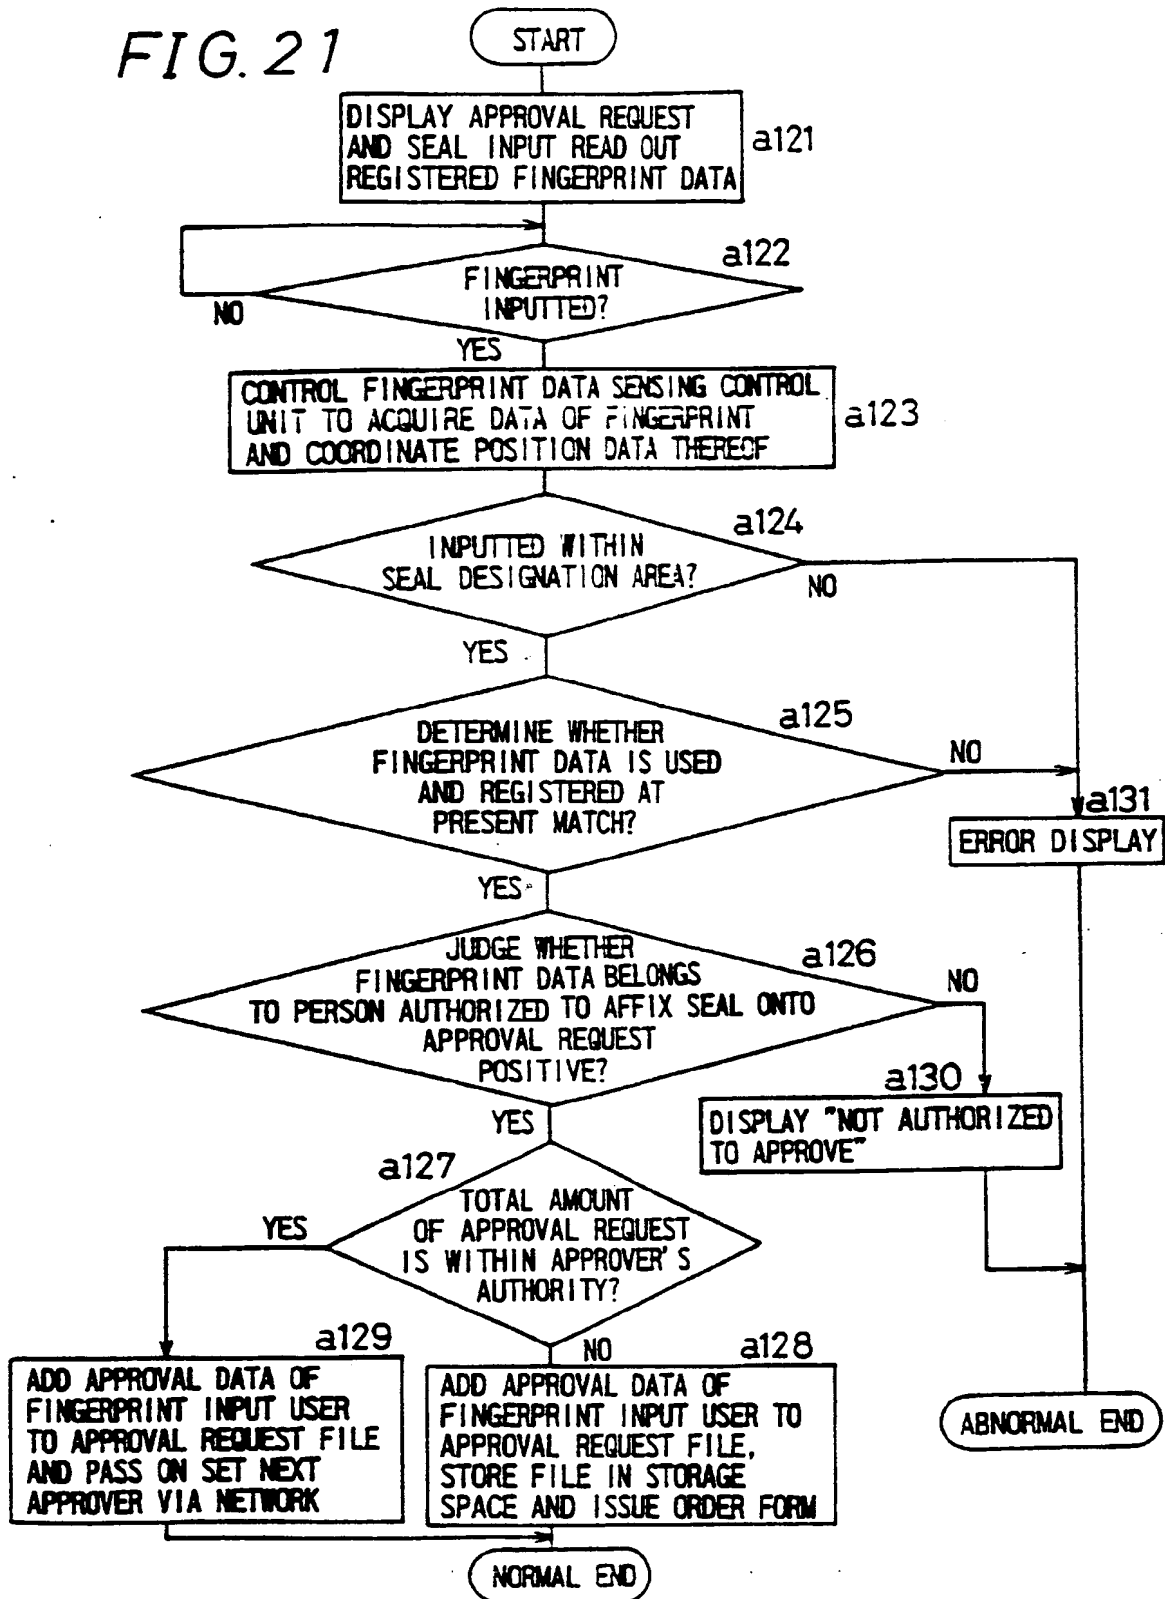 FIG. 21
START
DISPLAY APPROVAL REQUEST
AND SEAL INPUT READ OUT
REGISTERED FINGERPRINT DATA
a121
a122
FINGERPRINT
INPUTTED?
NO
YES
CONTROL FINGERPRINT DATA SENSING CONTROL
UNIT TO ACQUIRE DATA OF FINGERPRINT
AND COORDINATE POSITION DATA THEREOF
a123
a124
INPUTTED WITHIN
SEAL DESIGNATION AREA?
NO
YES
a125
DETERMINE WHETHER
FINGERPRINT DATA IS USED
AND REGISTERED AT
PRESENT MATCH?
NO
a131
ERROR DISPLAY
YES
a126
JUDGE WHETHER
FINGERPRINT DATA BELONGS
TO PERSON AUTHORIZED TO AFFIX SEAL ONTO
APPROVAL REQUEST
POSITIVE?
NO
a130
DISPLAY "NOT AUTHORIZED
TO APPROVE"
YES
a127
TOTAL AMOUNT
OF APPROVAL REQUEST
IS WITHIN APPROVER'S
AUTHORITY?
YES
NO
a129
ADD APPROVAL DATA OF
FINGERPRINT INPUT USER
TO APPROVAL REQUEST FILE
AND PASS ON SET NEXT
APPROVER VIA NETWORK
a128
ADD APPROVAL DATA OF
FINGERPRINT INPUT USER TO
APPROVAL REQUEST FILE,
STORE FILE IN STORAGE
SPACE AND ISSUE ORDER FORM
ABNORMAL END
NORMAL END